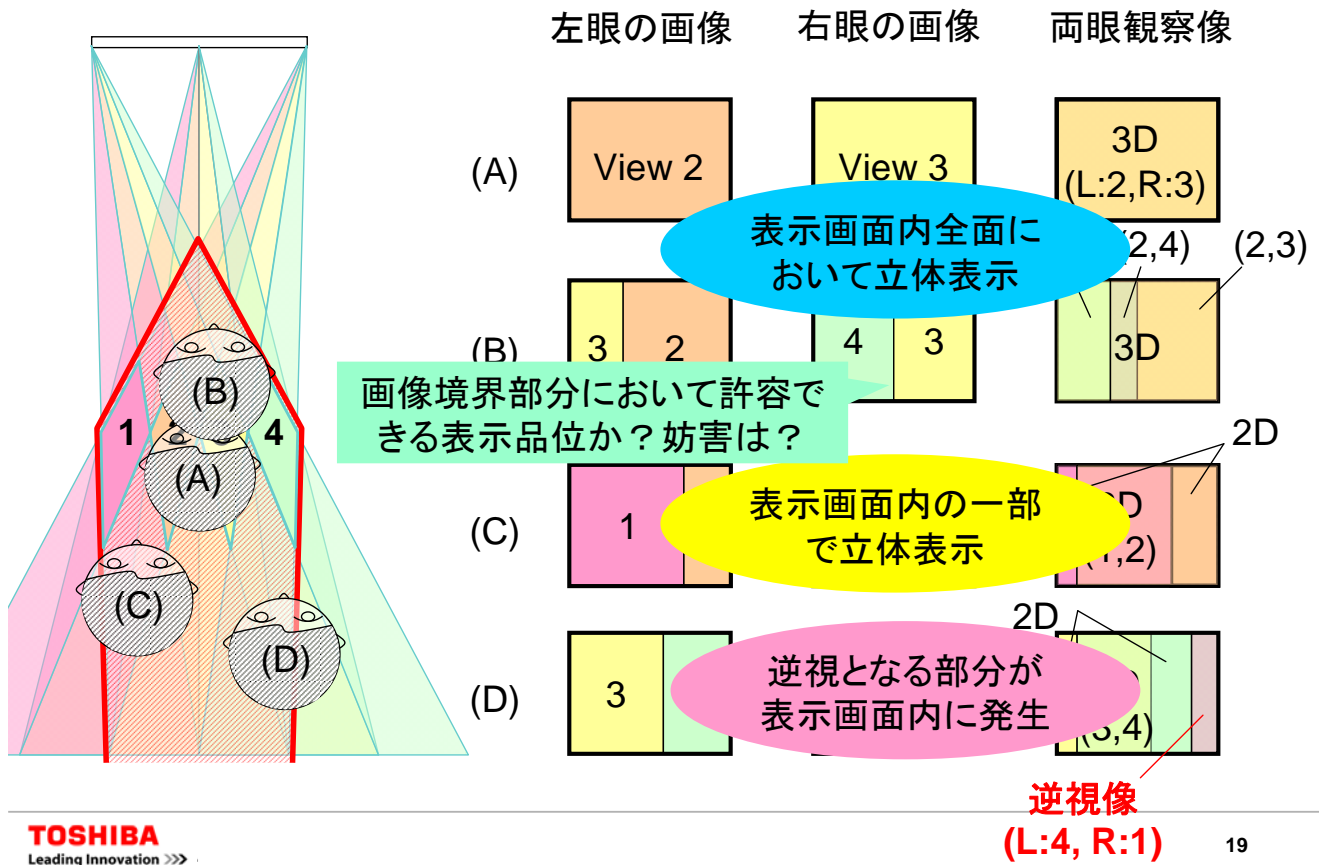 左眼の画像
右眼の画像
両眼観察像
(A)
View 2
View 3
3D
(L:2,R:3)
表示画面内全面に
おいて立体表示
2,4)
(2,3)
(B)
3
2
4
3
3D
画像境界部分において許容で
きる表示品位か？妨害は？
2D
(C)
1
表示画面内の一部
で立体表示
D
,2)
2D
(D)
3
逆視となる部分が
表示画面内に発生
,4)
逆視像
(L:4, R:1)
1
4
(B)
(A)
(C)
(D)
TOSHIBA
Leading Innovation >>>
19